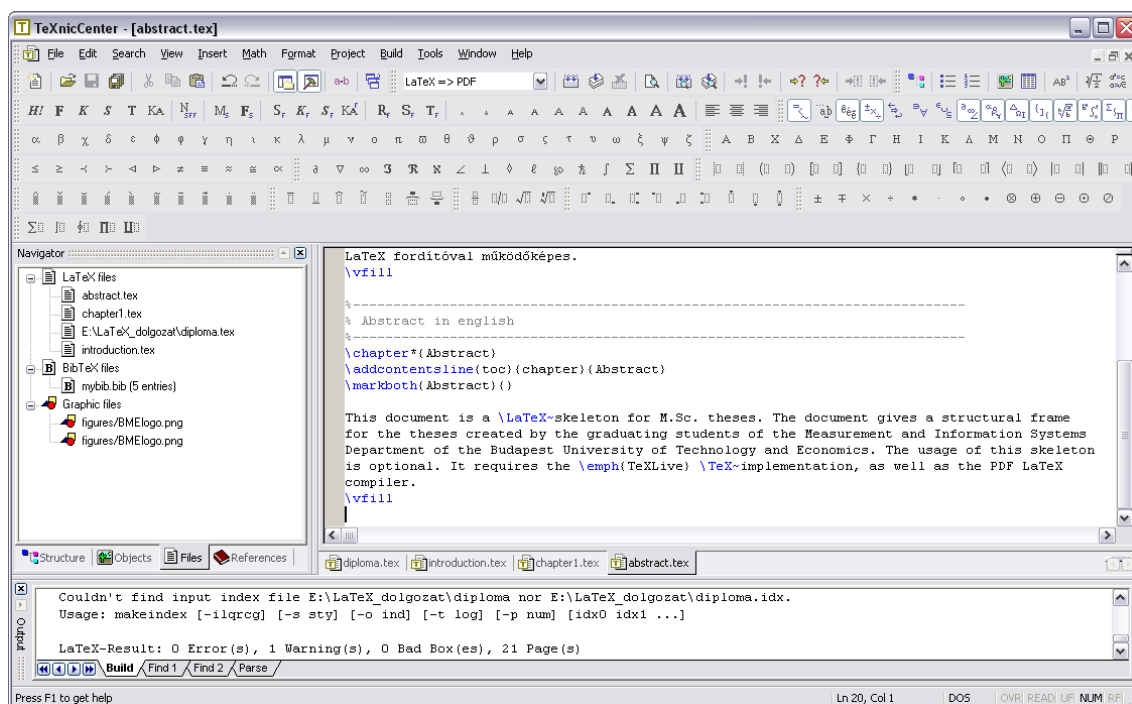 TeXnicCenter - [abstract.tex]
File Edit Search View Insert Math Format Project Build Tools Window Help
LaTeX => PDF
H! F K S T KA N SFF M S F S S F K F S F KA F R F S F T F A A A A A A A A A A
α β χ δ ε ϕ φ γ η ι κ λ μ ν ο π ϖ θ ϑ ρ σ ς τ υ ω ξ ψ ζ Α Β Χ Δ Ε Φ Γ Η Ι Κ Λ Μ Ν Ο Π Θ Ρ
≤ ≥ ≺ ≻ ⊲ ⊳ ≠ ≡ ≈ ≅ ∝ ∂ ∇ ∞ ℑ ℜ ℵ ∠ ⊥ ◊ ℓ ℘ ℏ ∫ ∑ ∏ ∐
± ∓ × ÷ ∗ · ∘ • ⊗ ⊕ ⊖ ⊙ ⊘
Σ ∫ ∮ ∏ ∐
Navigator
LaTeX files
abstract.tex
chapter1.tex
E:\LaTeX_dolgozat\diploma.tex
introduction.tex
BibTeX files
mybib.bib (5 entries)
Graphic files
figures/BMElogo.png
figures/BMElogo.png
Structure Objects Files References
LaTeX fordítóval működőképes.
\vfill
%----------------------------------------------------------------------------
% Abstract in english
%----------------------------------------------------------------------------
\chapter*{Abstract}
\addcontentsline{toc}{chapter}{Abstract}
\markboth{Abstract}{}
This document is a \LaTeX~skeleton for M.Sc. theses. The document gives a structural frame
for the theses created by the graduating students of the Measurement and Information Systems
Department of the Budapest University of Technology and Economics. The usage of this skeleton
is optional. It requires the \emph{TeXLive} \TeX~implementation, as well as the PDF LaTeX
compiler.
\vfill
diploma.tex introduction.tex chapter1.tex abstract.tex
Output
Couldn't find input index file E:\LaTeX_dolgozat\diploma nor E:\LaTeX_dolgozat\diploma.idx.
Usage: makeindex [-ilqrcg] [-s sty] [-o ind] [-t log] [-p num] [idx0 idx1 ...]
LaTeX-Result: 0 Error(s), 1 Warning(s), 0 Bad Box(es), 21 Page(s)
Build Find 1 Find 2 Parse
Press F1 to get help Ln 20, Col 1 DOS OVR READ UF NUM RF